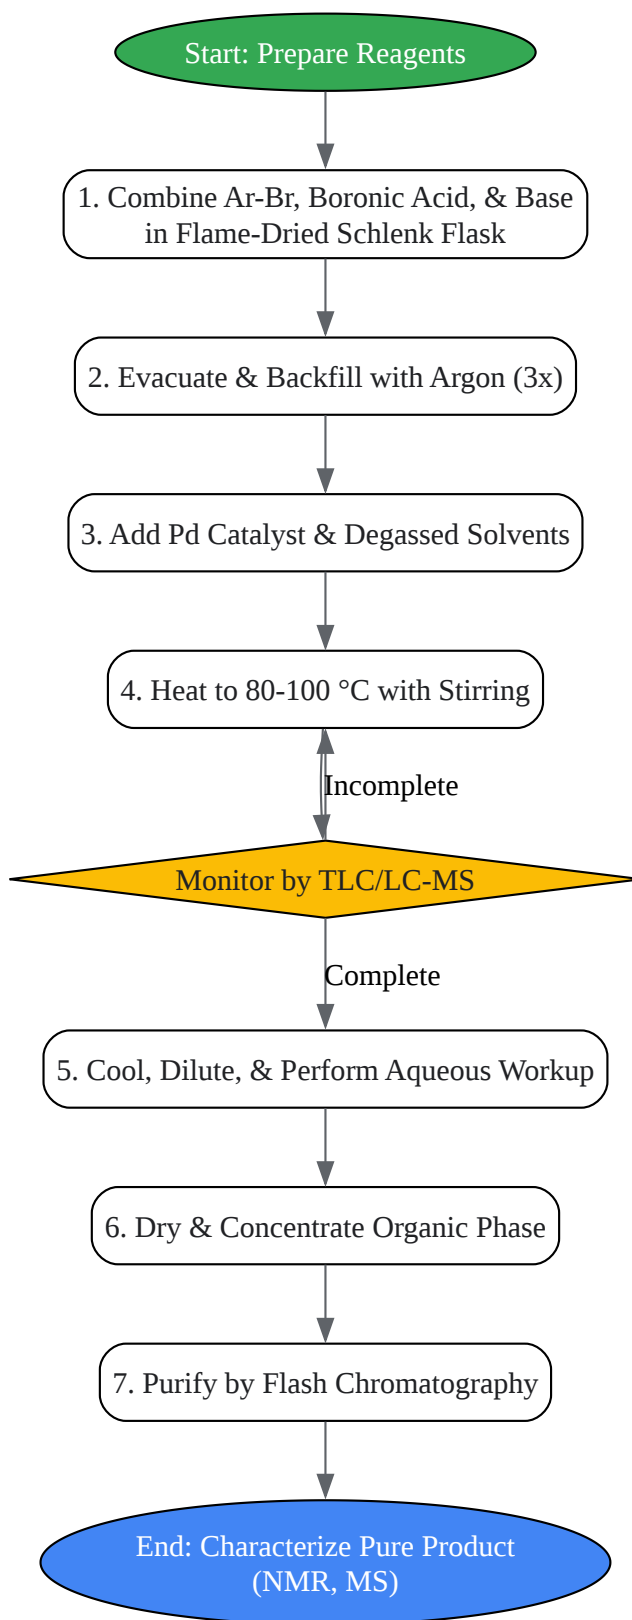 Start: Prepare Reagents
1. Combine Ar-Br, Boronic Acid, & Base
in Flame-Dried Schlenk Flask
2. Evacuate & Backfill with Argon (3x)
3. Add Pd Catalyst & Degassed Solvents
4. Heat to 80-100 °C with Stirring
Incomplete
Monitor by TLC/LC-MS
Complete
5. Cool, Dilute, & Perform Aqueous Workup
6. Dry & Concentrate Organic Phase
7. Purify by Flash Chromatography
End: Characterize Pure Product
(NMR, MS)